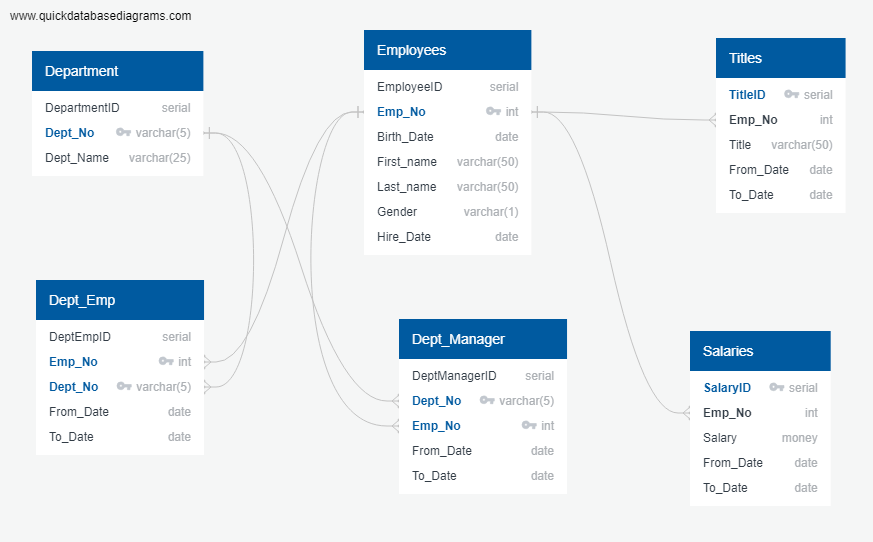 www.quickdatabasediagrams.com
Department
DepartmentID serial
Dept_No varchar(5)
Dept_Name varchar(25)
Employees
EmployeeID serial
Emp_No int
Birth_Date date
First_name varchar(50)
Last_name varchar(50)
Gender varchar(1)
Hire_Date date
Titles
TitleID serial
Emp_No int
Title varchar(50)
From_Date date
To_Date date
Dept_Emp
DeptEmpID serial
Emp_No int
Dept_No varchar(5)
From_Date date
To_Date date
Dept_Manager
DeptManagerID serial
Dept_No varchar(5)
Emp_No int
From_Date date
To_Date date
Salaries
SalaryID serial
Emp_No int
Salary money
From_Date date
To_Date date